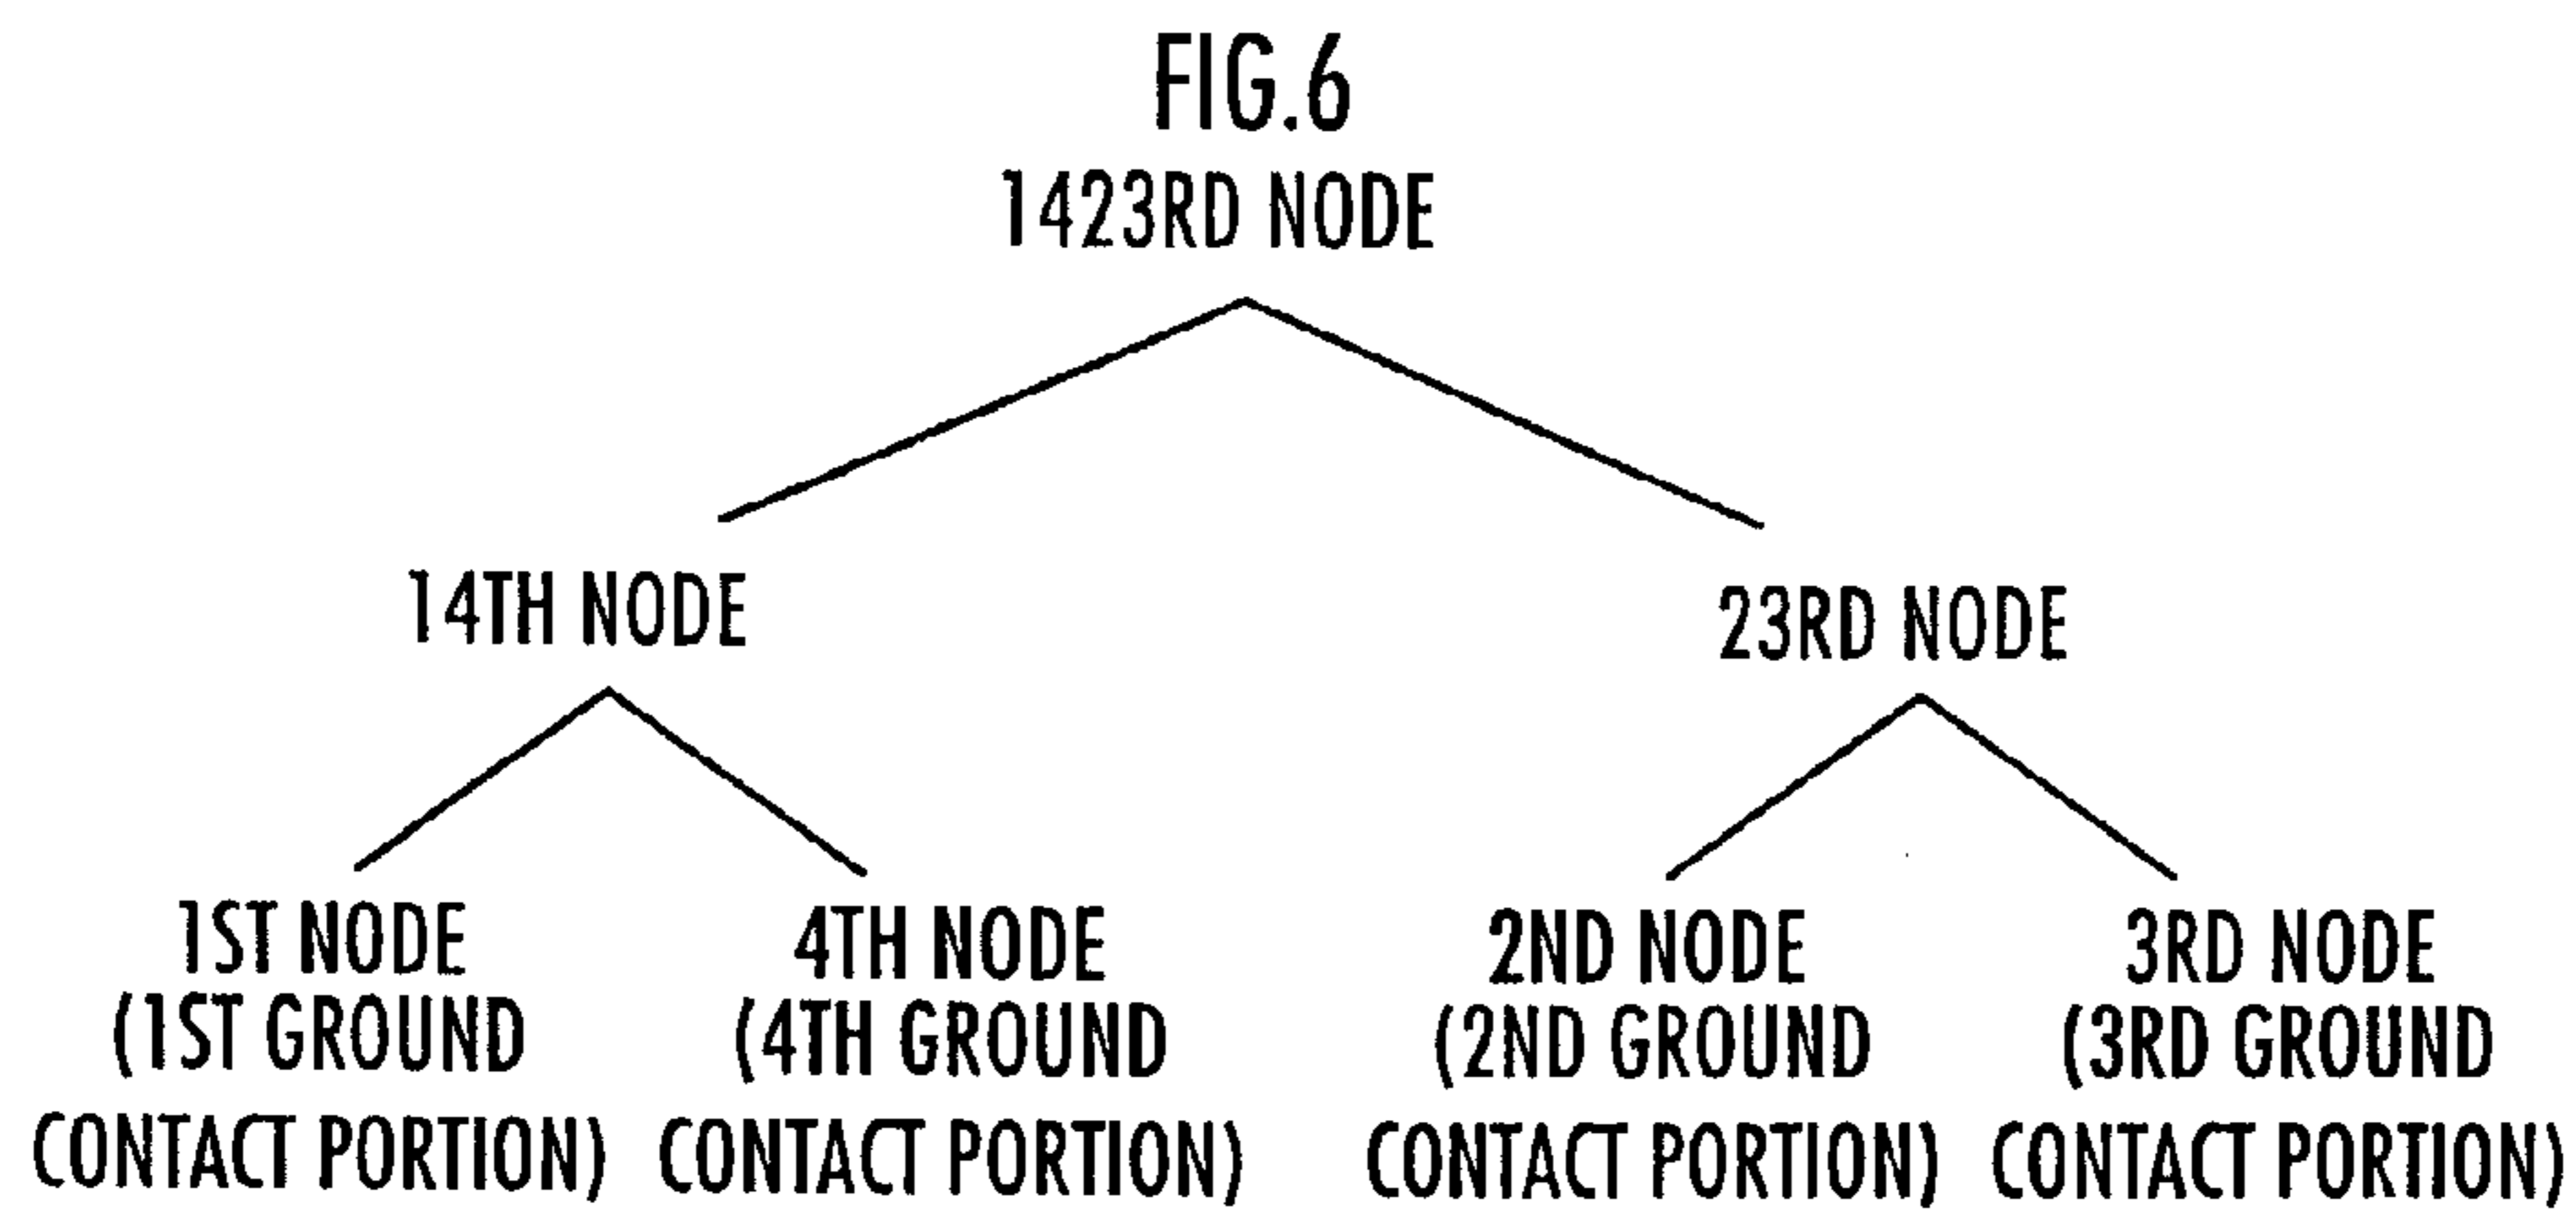 FIG.6
1423RD NODE
14TH NODE
23RD NODE
1ST NODE
(1ST GROUND
CONTACT PORTION)
4TH NODE
(4TH GROUND
CONTACT PORTION)
2ND NODE
(2ND GROUND
CONTACT PORTION)
3RD NODE
(3RD GROUND
CONTACT PORTION)